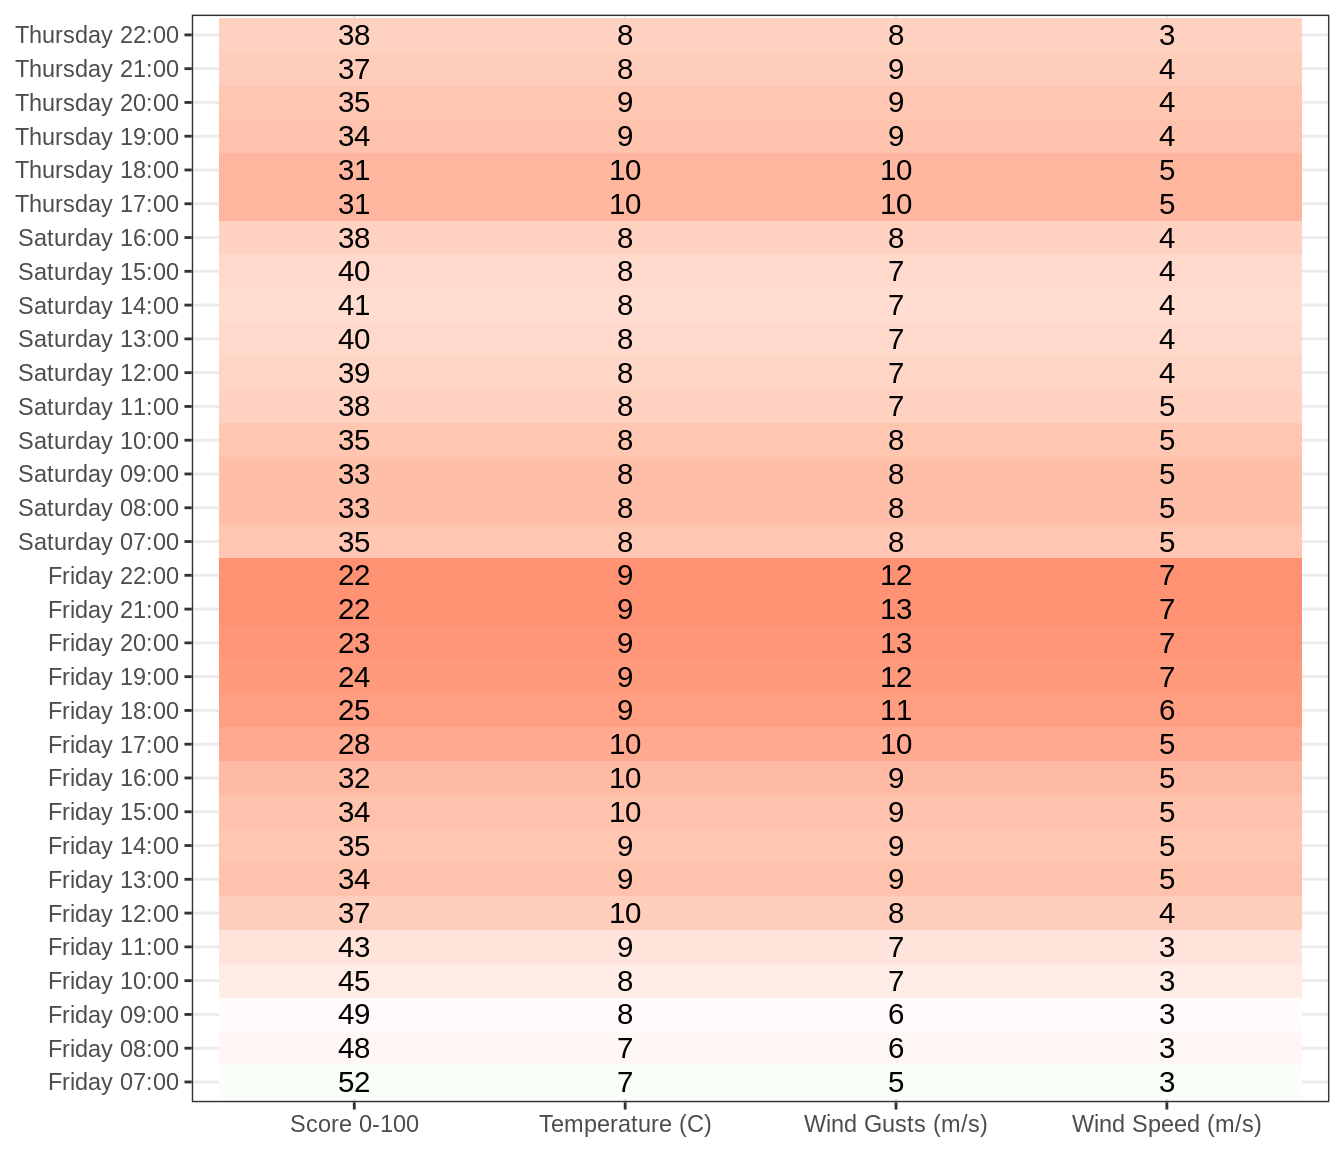 Thursday 22:00 38 8 8 3
Thursday 21:00 37 8 9 4
Thursday 20:00 35 9 9 4
Thursday 19:00 34 9 9 4
Thursday 18:00 31 10 10 5
Thursday 17:00 31 10 10 5
Saturday 16:00 38 8 8 4
Saturday 15:00 40 8 7 4
Saturday 14:00 41 8 7 4
Saturday 13:00 40 8 7 4
Saturday 12:00 39 8 7 4
Saturday 11:00 38 8 7 5
Saturday 10:00 35 8 8 5
Saturday 09:00 33 8 8 5
Saturday 08:00 33 8 8 5
Saturday 07:00 35 8 8 5
Friday 22:00 22 9 12 7
Friday 21:00 22 9 13 7
Friday 20:00 23 9 13 7
Friday 19:00 24 9 12 7
Friday 18:00 25 9 11 6
Friday 17:00 28 10 10 5
Friday 16:00 32 10 9 5
Friday 15:00 34 10 9 5
Friday 14:00 35 9 9 5
Friday 13:00 34 9 9 5
Friday 12:00 37 10 8 4
Friday 11:00 43 9 7 3
Friday 10:00 45 8 7 3
Friday 09:00 49 8 6 3
Friday 08:00 48 7 6 3
Friday 07:00 52 7 5 3
Score 0-100 Temperature (C) Wind Gusts (m/s) Wind Speed (m/s)